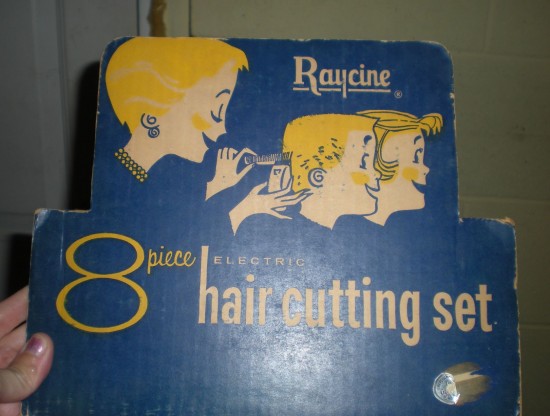 Raycine ®
8 piece ELECTRIC
hair cutting set